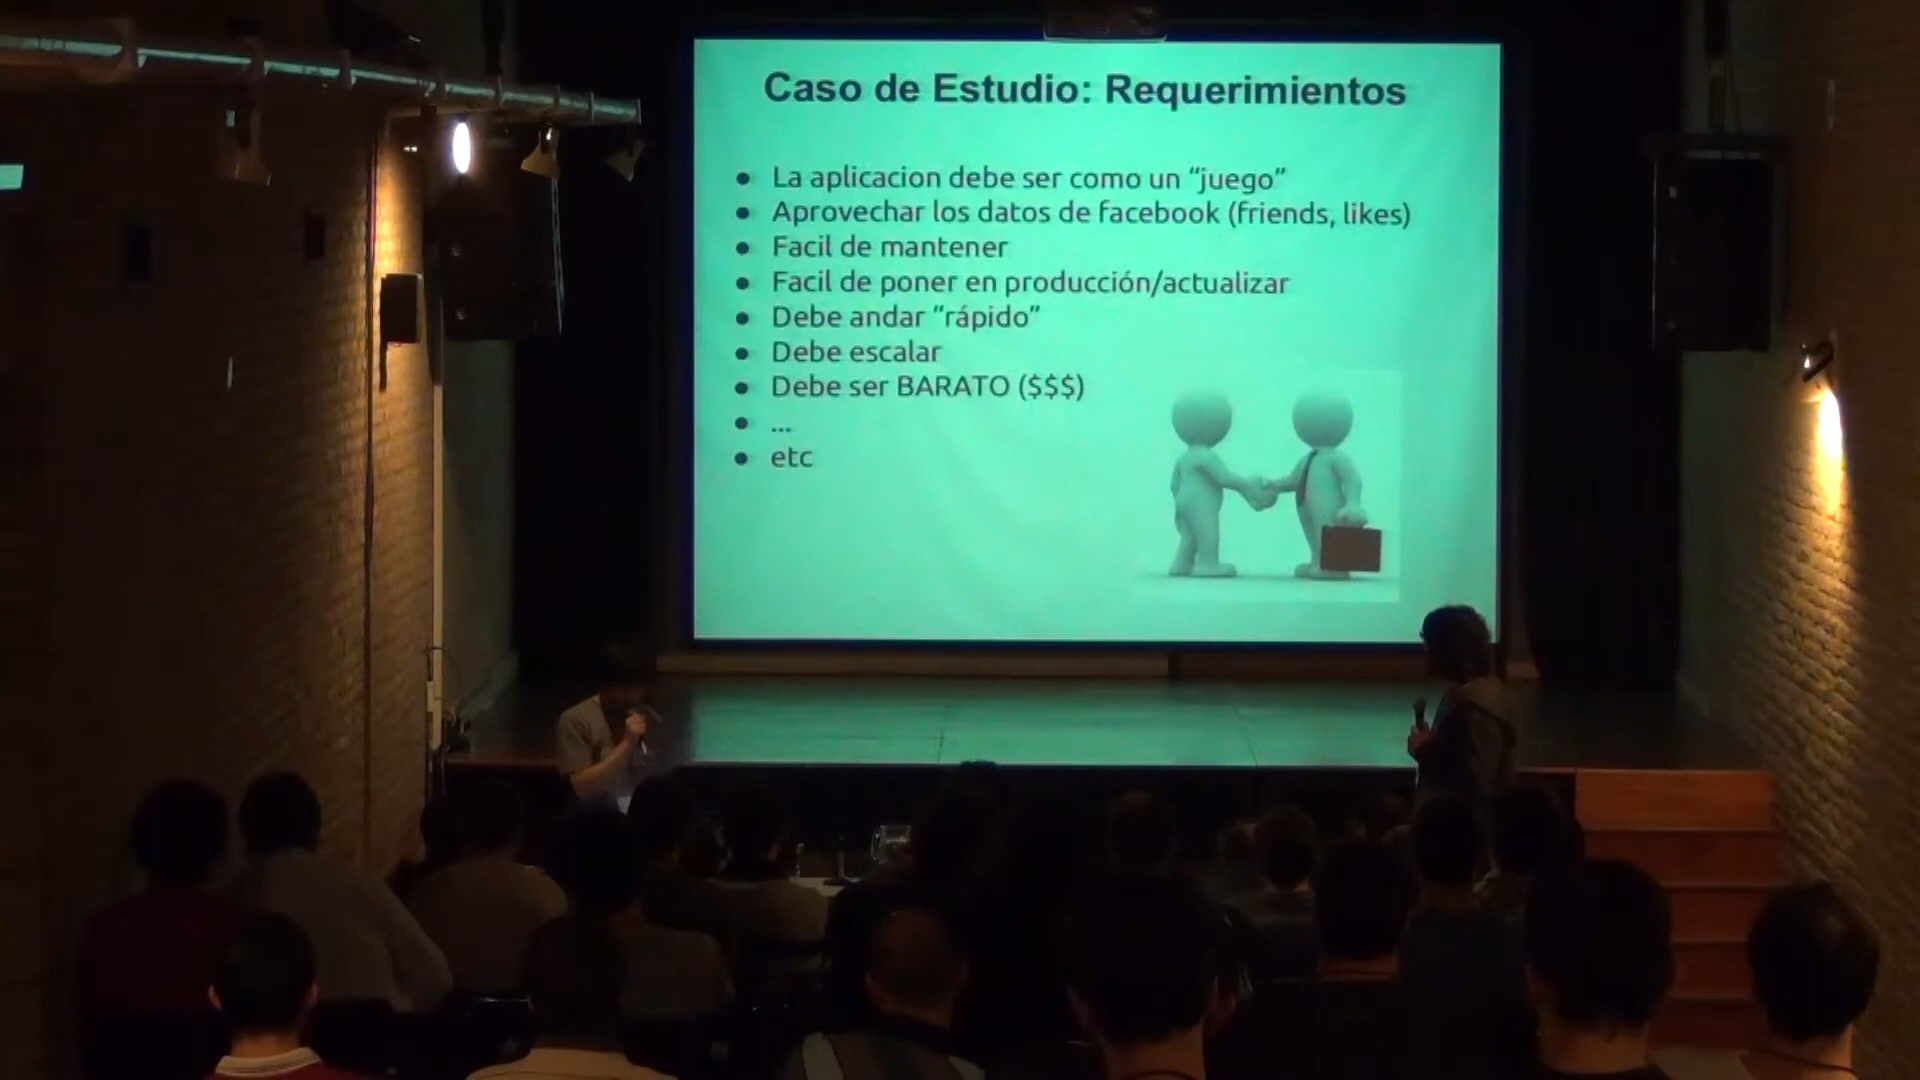 Caso de Estudio: Requerimientos
● La aplicacion debe ser como un “juego”
● Aprovechar los datos de facebook (friends, likes)
● Facil de mantener
● Facil de poner en producción/actualizar
● Debe andar “rápido”
● Debe escalar
● Debe ser BARATO ($$$)
● ...
● etc